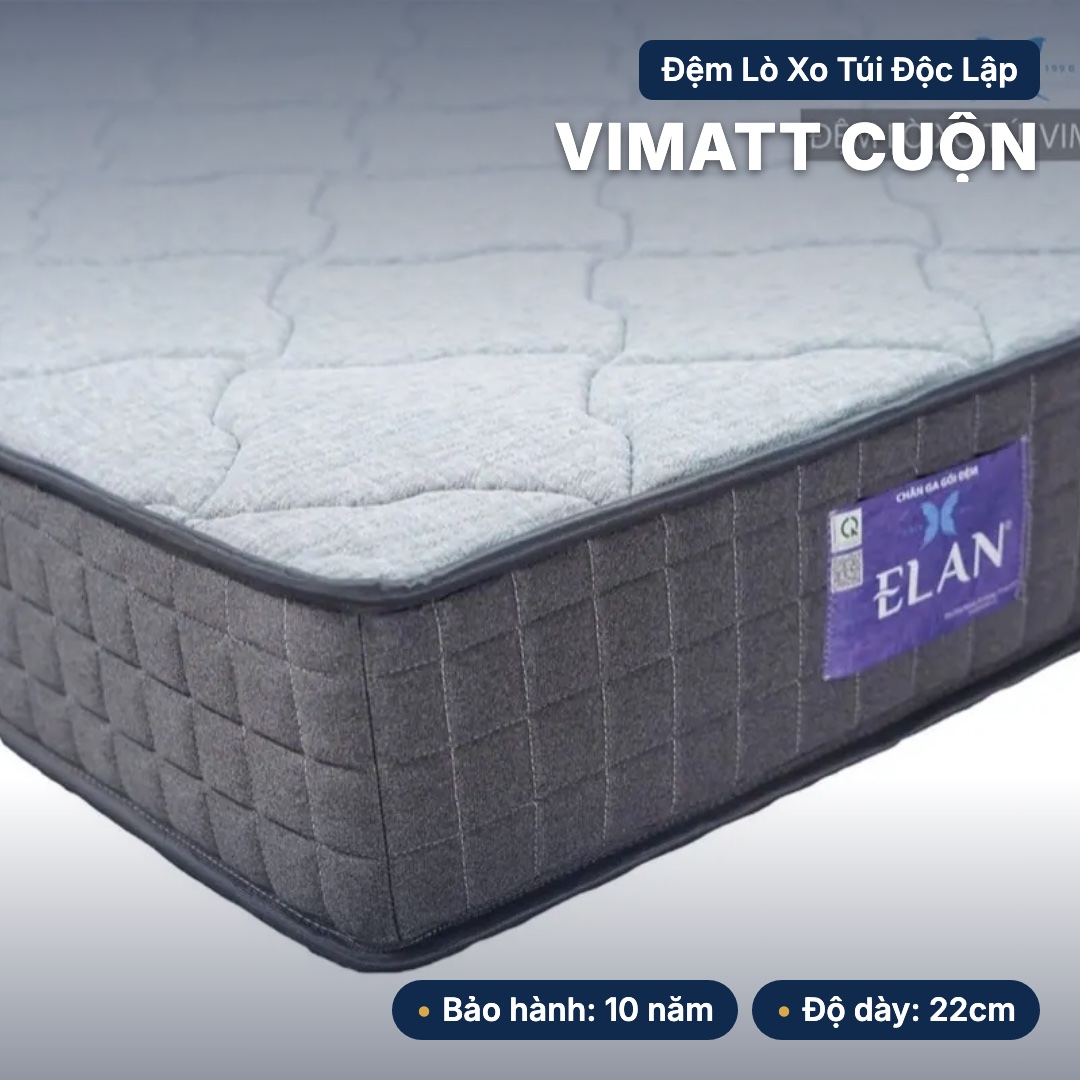 Đệm Lò Xo Túi Độc Lập
1990
VIMATT CUỘN
CHĂN GA GỐI ĐỆM
ELAN®
Bảo hành: 10 năm
Độ dày: 22cm